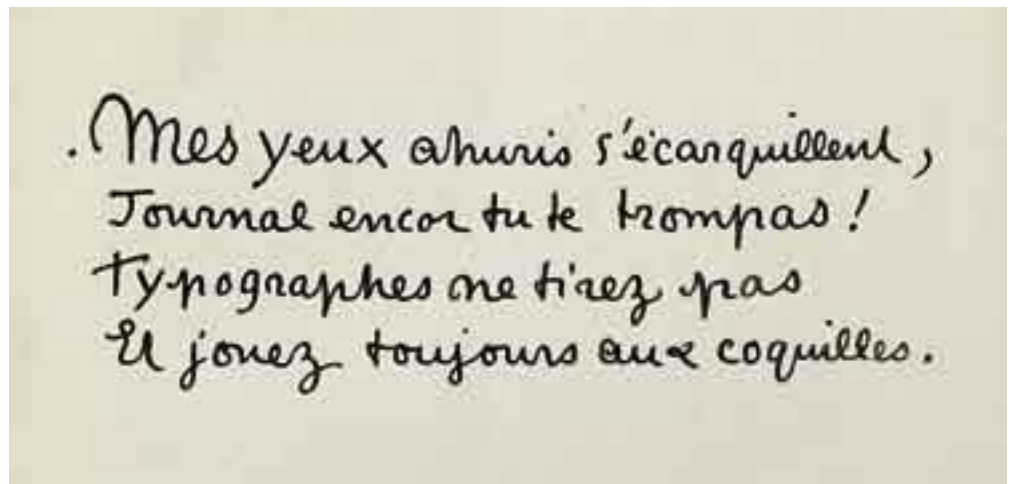 Mes yeux ahuris s'écarquillent,
Journal encor tu te trompas !
Typographes ne tirez pas
Et jouez toujours aux coquilles.